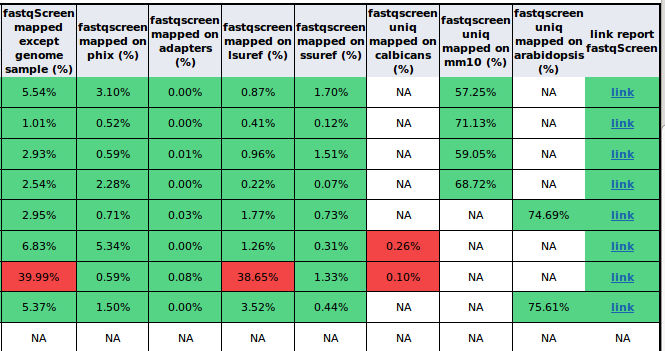 fastqScreen mapped except genome sample (%) | fastqscreen mapped on phix (%) | fastqscreen mapped on adapters (%) | fastqscreen mapped on lsuref (%) | fastqscreen mapped on ssuref (%) | fastqscreen uniq mapped on calbicans (%) | fastqscreen uniq mapped on mm10 (%) | fastqscreen uniq mapped on arabidopsis (%) | link report fastqScreen
5.54% 3.10% 0.00% 0.87% 1.70% NA 57.25% NA link
1.01% 0.52% 0.00% 0.41% 0.12% NA 71.13% NA link
2.93% 0.59% 0.01% 0.96% 1.51% NA 59.05% NA link
2.54% 2.28% 0.00% 0.22% 0.07% NA 68.72% NA link
2.95% 0.71% 0.03% 1.77% 0.73% NA NA 74.69% link
6.83% 5.34% 0.00% 1.26% 0.31% 0.26% NA NA link
39.99% 0.59% 0.08% 38.65% 1.33% 0.10% NA NA link
5.37% 1.50% 0.00% 3.52% 0.44% NA NA 75.61% link
NA NA NA NA NA NA NA NA NA